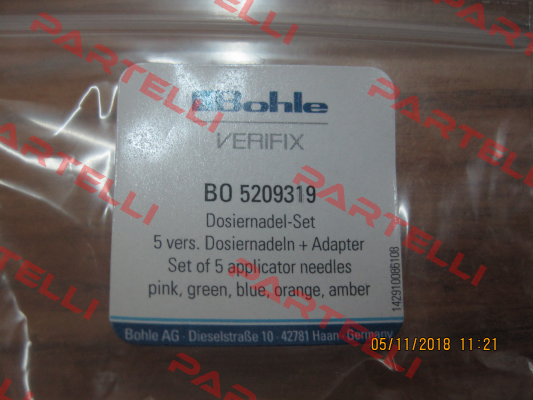 Bohle
VERIFIX
BO 5209319
Dosiernadel-Set
5 vers. Dosiernadeln + Adapter
Set of 5 applicator needles
pink, green, blue, orange, amber
142910086108
Bohle AG · Dieselstraße 10 · 42781 Haan · Germany
05/11/2018 11:21
PARTELLI
PARTELLI
PARTELLI
PARTELLI
PARTELLI
PARTELLI